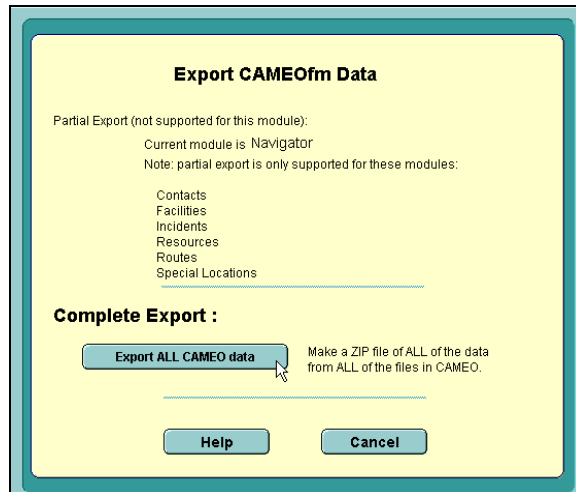 Export CAMEOfm Data
Partial Export (not supported for this module):
Current module is Navigator
Note: partial export is only supported for these modules:
Contacts
Facilities
Incidents
Resources
Routes
Special Locations
Complete Export :
Export ALL CAMEO data
Make a ZIP file of ALL of the data
from ALL of the files in CAMEO.
Help Cancel